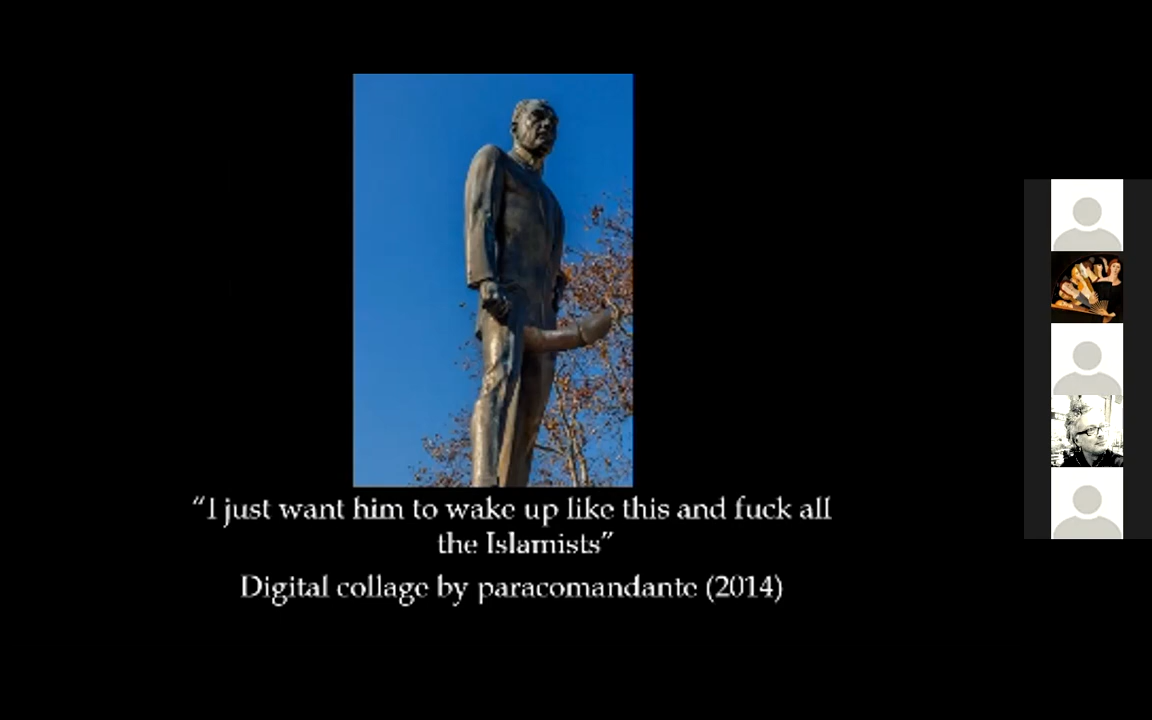 “I just want him to wake up like this and fuck all
the Islamists”
Digital collage by paracomandante (2014)